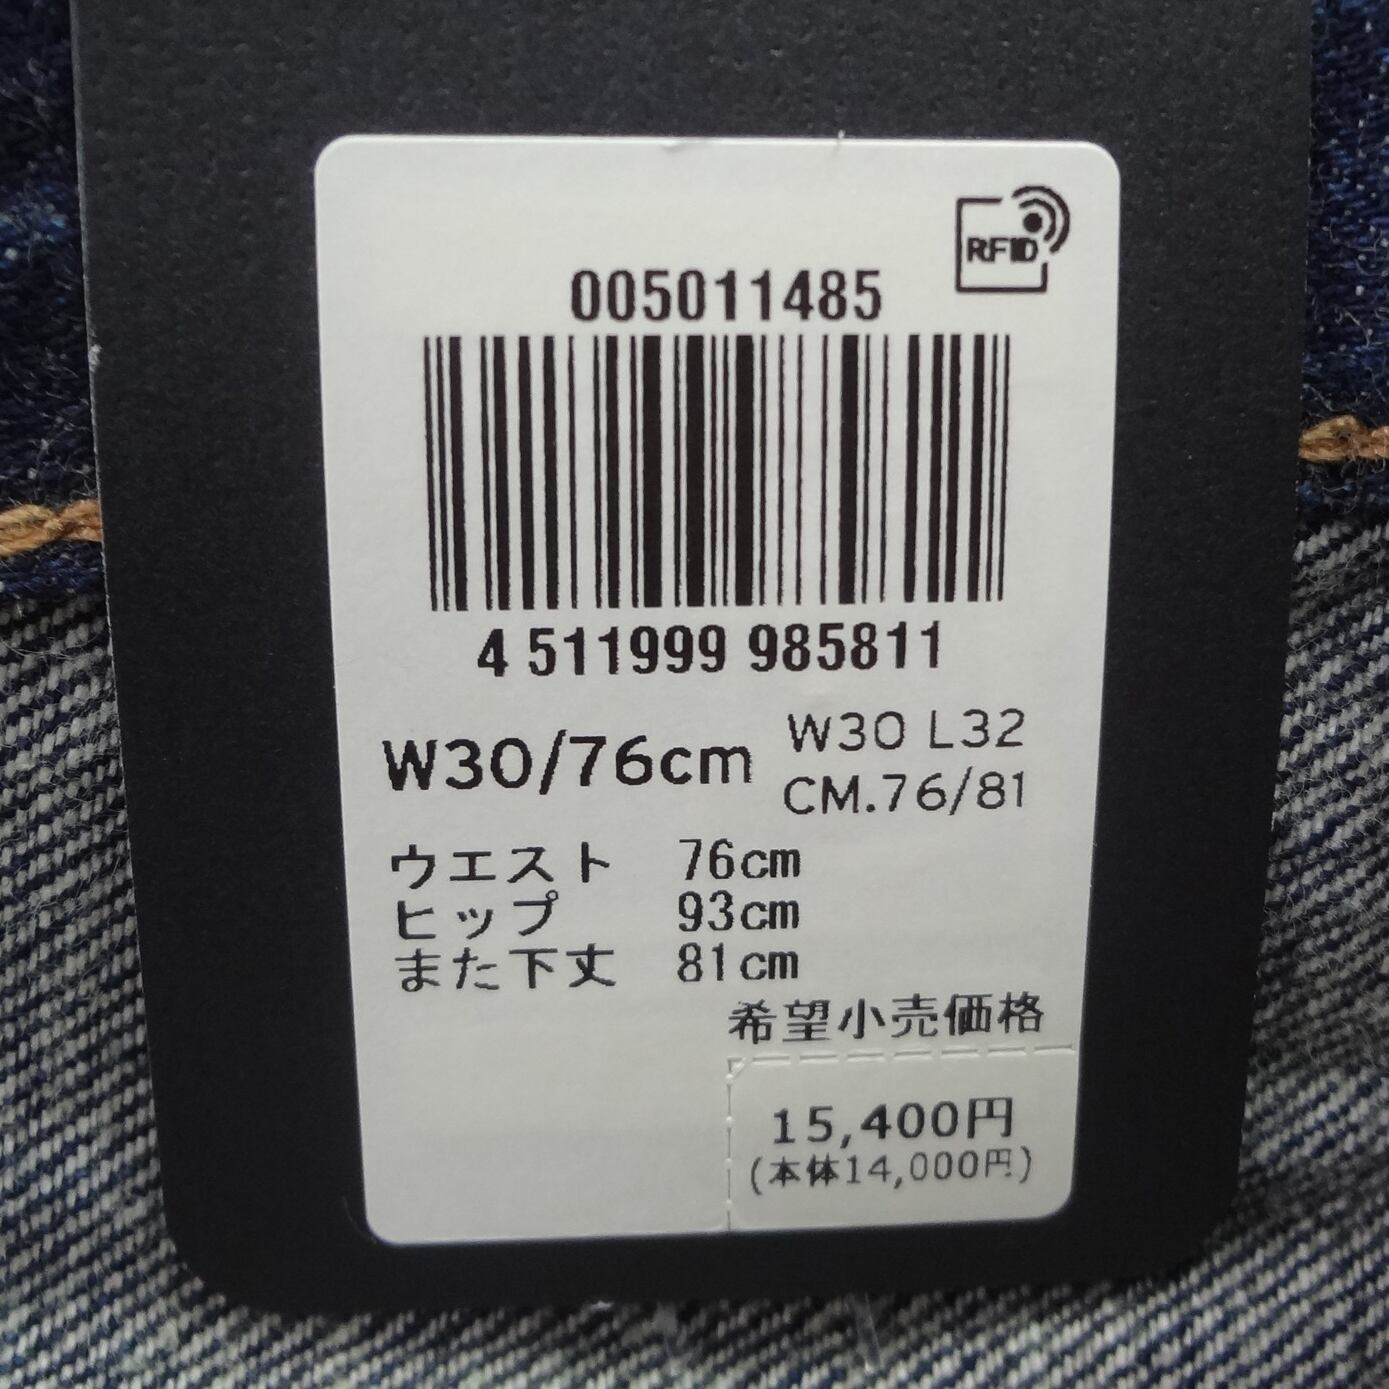 RFID
005011485
4 511999 985811
W30/76cm
W30 L32
CM.76/81
ウエスト 76cm
ヒップ 93cm
また下丈 81cm
希望小売価格
15,400円
(本体14,000円)